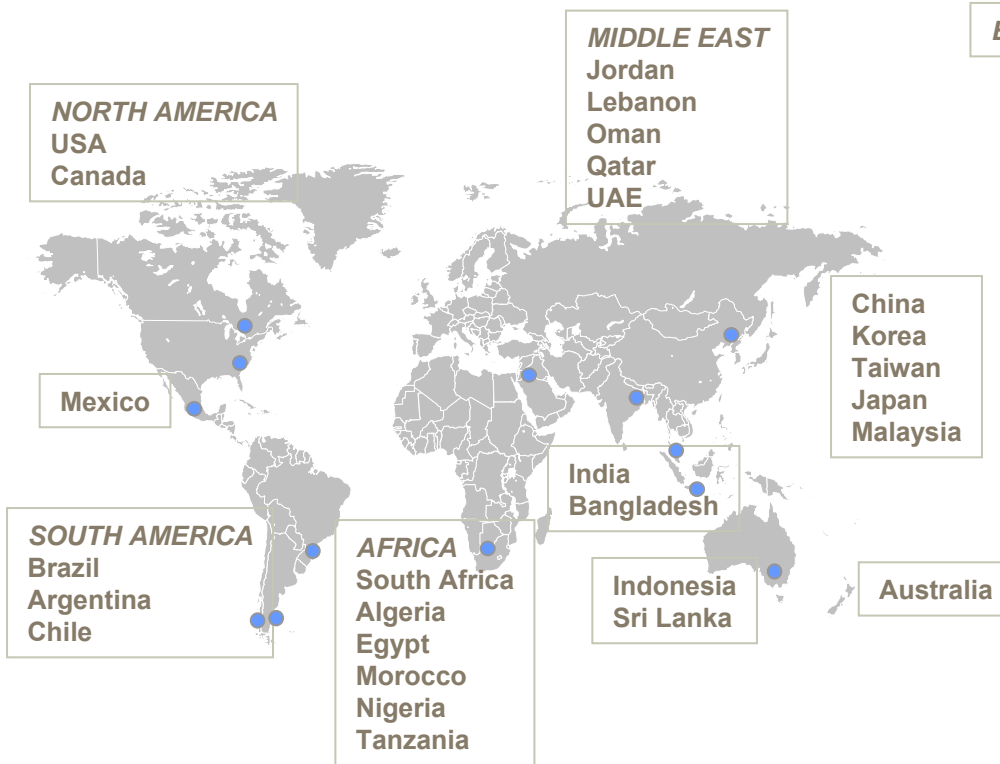 MIDDLE EAST
Jordan
Lebanon
Oman
Qatar
UAE
NORTH AMERICA
USA
Canada
China
Korea
Taiwan
Japan
Malaysia
Mexico
India
Bangladesh
SOUTH AMERICA
Brazil
Argentina
Chile
AFRICA
South Africa
Algeria
Egypt
Morocco
Nigeria
Tanzania
Indonesia
Sri Lanka
Australia